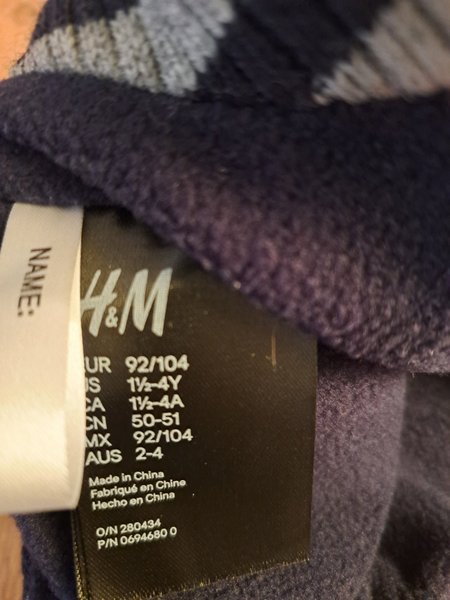 NAME:
H&M
EUR 92/104
US 1½-4Y
CA 1½-4A
CN 50-51
MX 92/104
AUS 2-4
Made in China
Fabriqué en Chine
Hecho en China
O/N 280434
P/N 0694680 0